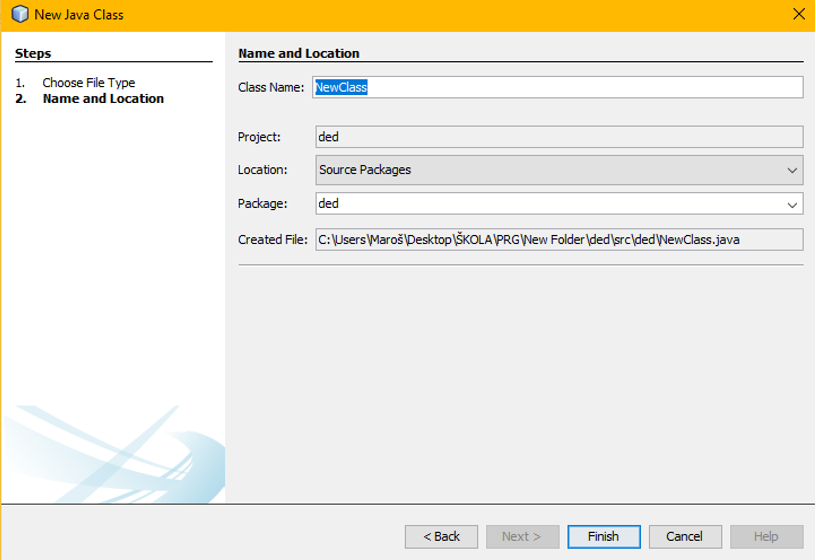 New Java Class
Steps
1. Choose File Type
2. Name and Location
Name and Location
Class Name: NewClass
Project: ded
Location: Source Packages
Package: ded
Created File: C:\Users\Maroš\Desktop\ŠKOLA\PRG\New Folder\ded\src\ded\NewClass.java
< Back Next > Finish Cancel Help